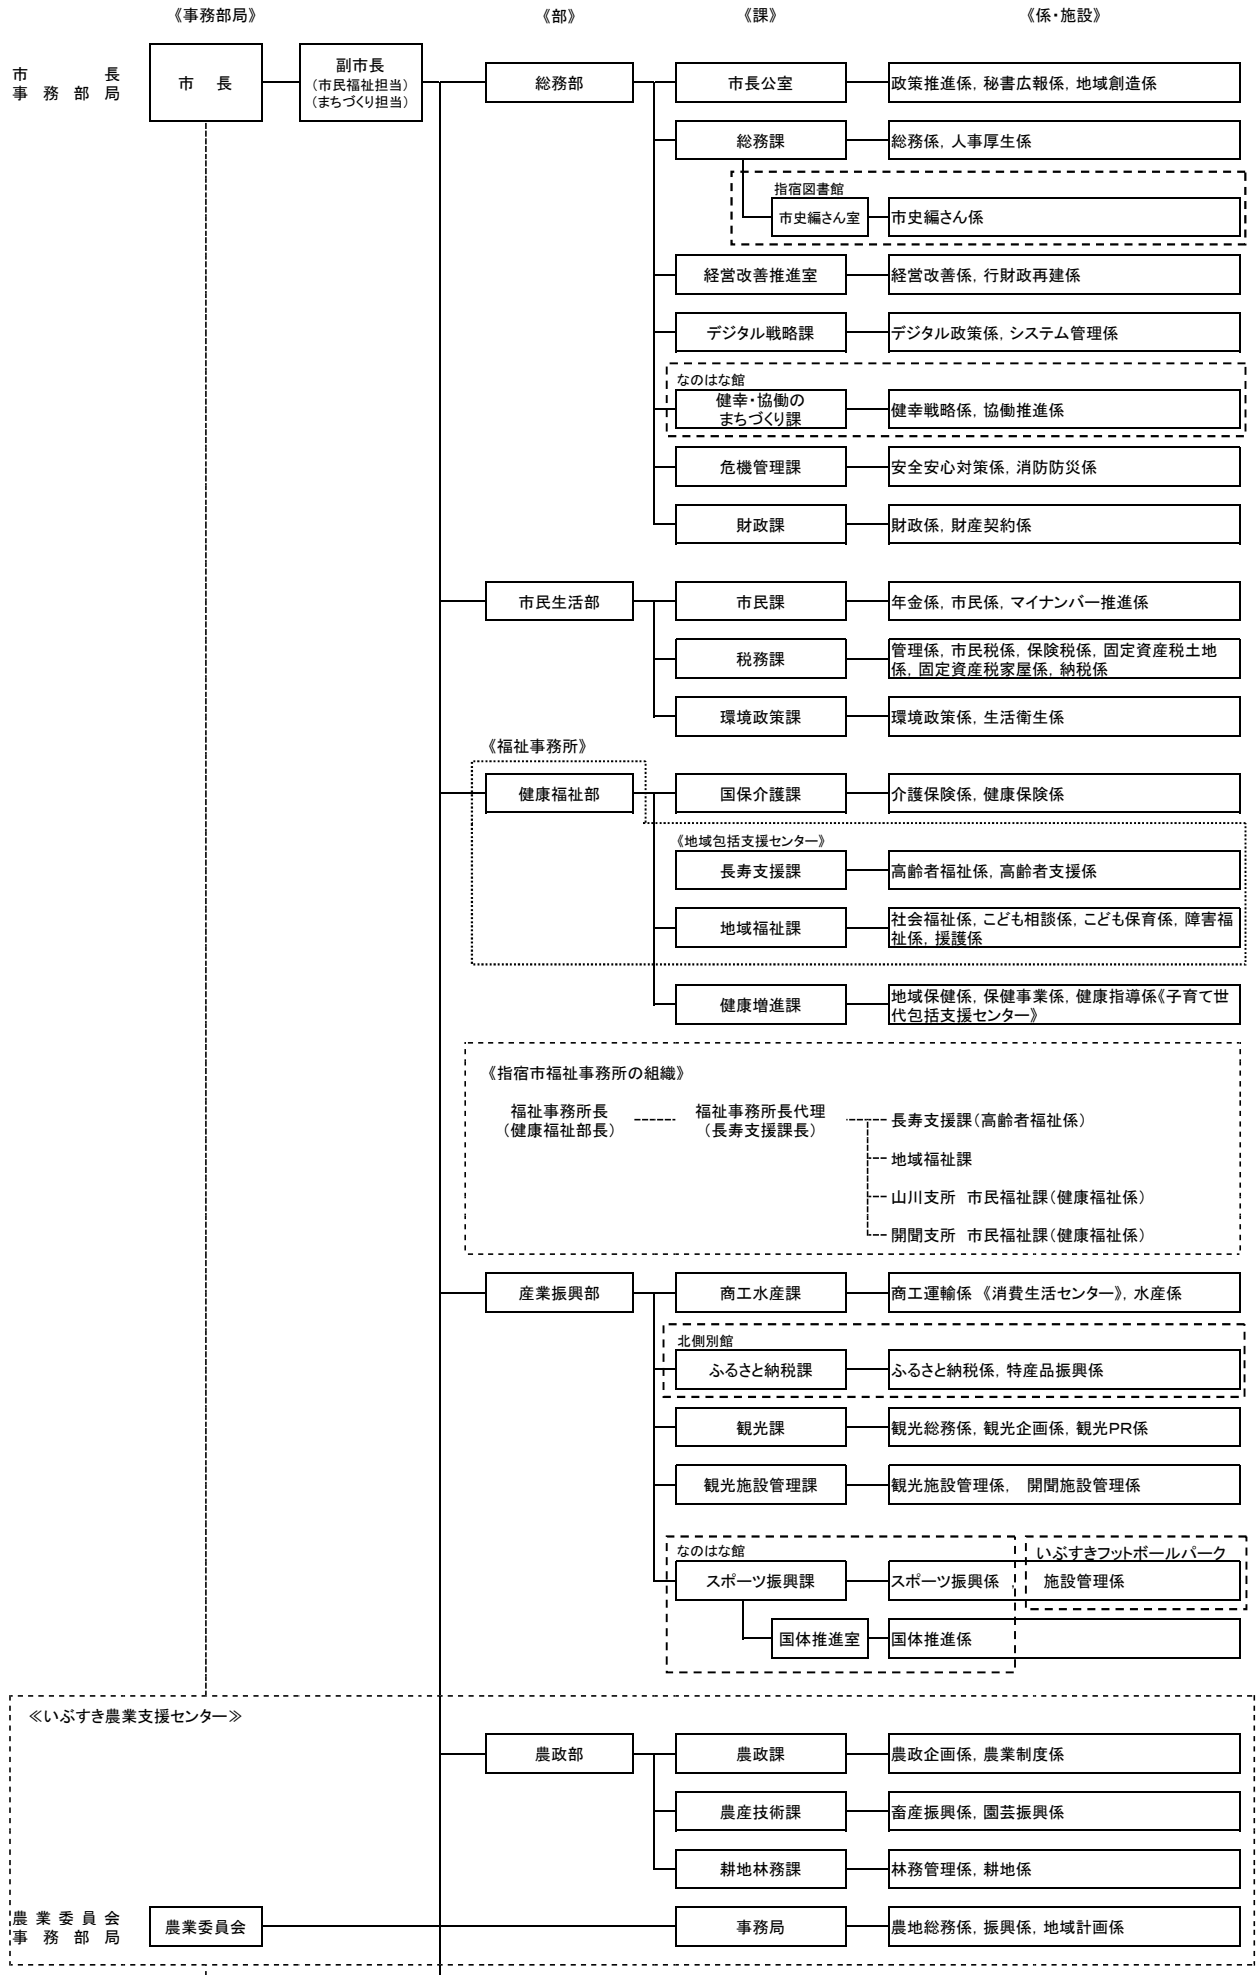 《事務部局》 《部》 《課》 《係・施設》
市長
事務部局
市 長
副市長
(市民福祉担当)
(まちづくり担当)
総務部
市長公室
政策推進係, 秘書広報係, 地域創造係
総務課
総務係, 人事厚生係
指宿図書館
市史編さん室
市史編さん係
経営改善推進室
経営改善係, 行財政再建係
デジタル戦略課
デジタル政策係, システム管理係
なのはな館
健幸・協働の
まちづくり課
健幸戦略係, 協働推進係
危機管理課
安全安心対策係, 消防防災係
財政課
財政係, 財産契約係
市民生活部
市民課
年金係, 市民係, マイナンバー推進係
税務課
管理係, 市民税係, 保険税係, 固定資産税土地
係, 固定資産税家屋係, 納税係
環境政策課
環境政策係, 生活衛生係
《福祉事務所》
健康福祉部
国保介護課
介護保険係, 健康保険係
《地域包括支援センター》
長寿支援課
高齢者福祉係, 高齢者支援係
地域福祉課
社会福祉係, こども相談係, こども保育係, 障害福
祉係, 援護係
健康増進課
地域保健係, 保健事業係, 健康指導係《子育て世
代包括支援センター》
《指宿市福祉事務所の組織》
福祉事務所長
(健康福祉部長)
福祉事務所長代理
(長寿支援課長)
長寿支援課(高齢者福祉係)
地域福祉課
山川支所 市民福祉課(健康福祉係)
開聞支所 市民福祉課(健康福祉係)
産業振興部
商工水産課
商工運輸係 《消費生活センター》, 水産係
北側別館
ふるさと納税課
ふるさと納税係, 特産品振興係
観光課
観光総務係, 観光企画係, 観光PR係
観光施設管理課
観光施設管理係, 開聞施設管理係
なのはな館
いぶすきフットボールパーク
スポーツ振興課
スポーツ振興係, 施設管理係
国体推進室
国体推進係
≪いぶすき農業支援センター≫
農政部
農政課
農政企画係, 農業制度係
農産技術課
畜産振興係, 園芸振興係
耕地林務課
林務管理係, 耕地係
農業委員会
事務部局
農業委員会
事務局
農地総務係, 振興係, 地域計画係